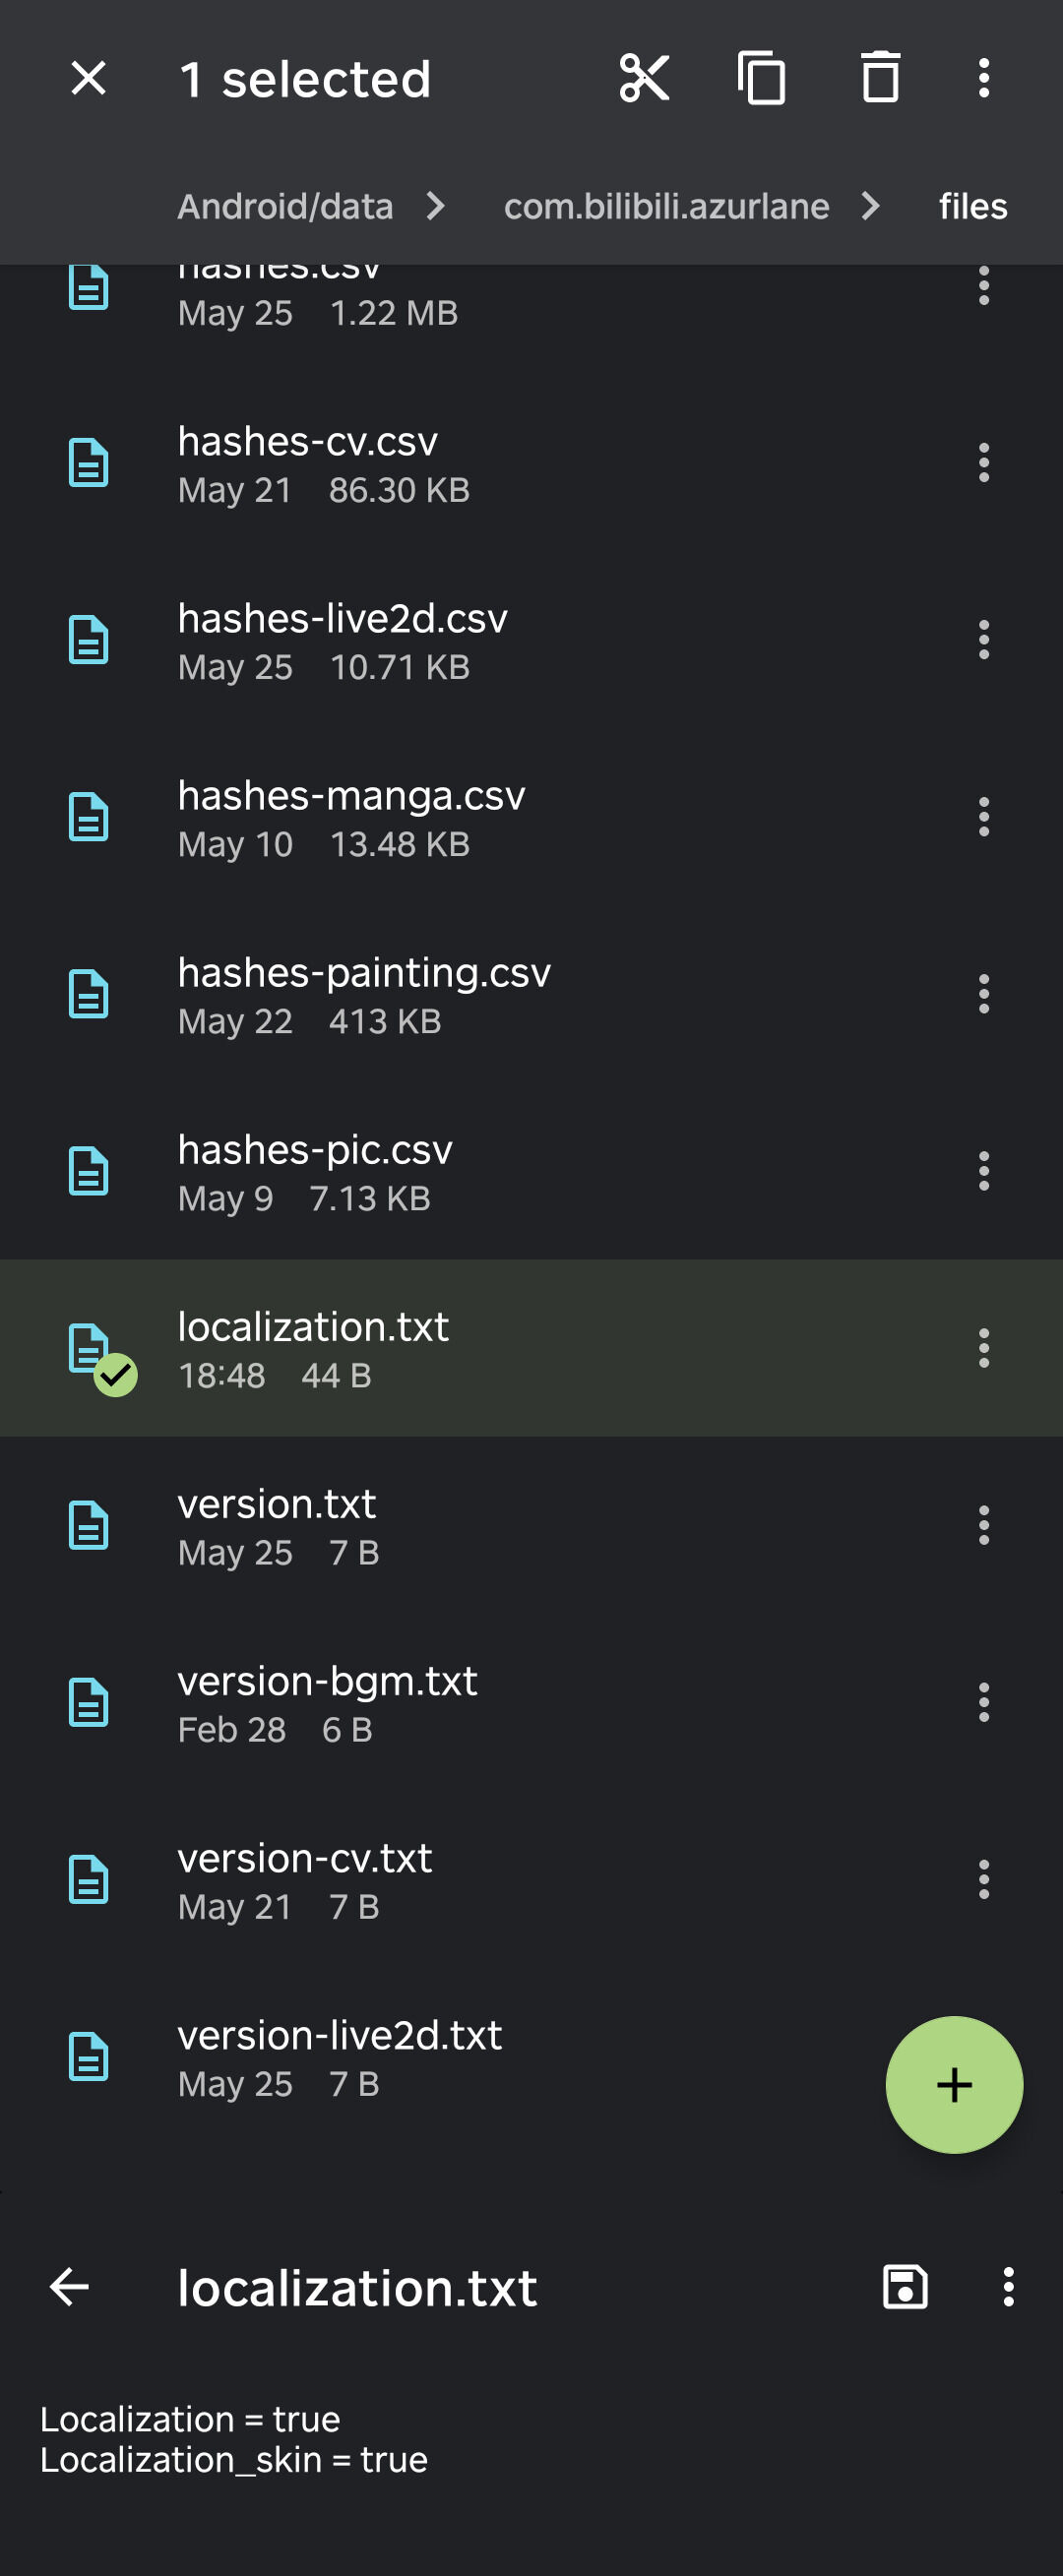 1 selected
Android/data > com.bilibili.azurlane > files
hashes.csv
May 25 1.22 MB
hashes-cv.csv
May 21 86.30 KB
hashes-live2d.csv
May 25 10.71 KB
hashes-manga.csv
May 10 13.48 KB
hashes-painting.csv
May 22 413 KB
hashes-pic.csv
May 9 7.13 KB
localization.txt
18:48 44 B
version.txt
May 25 7 B
version-bgm.txt
Feb 28 6 B
version-cv.txt
May 21 7 B
version-live2d.txt
May 25 7 B
localization.txt
Localization = true
Localization_skin = true